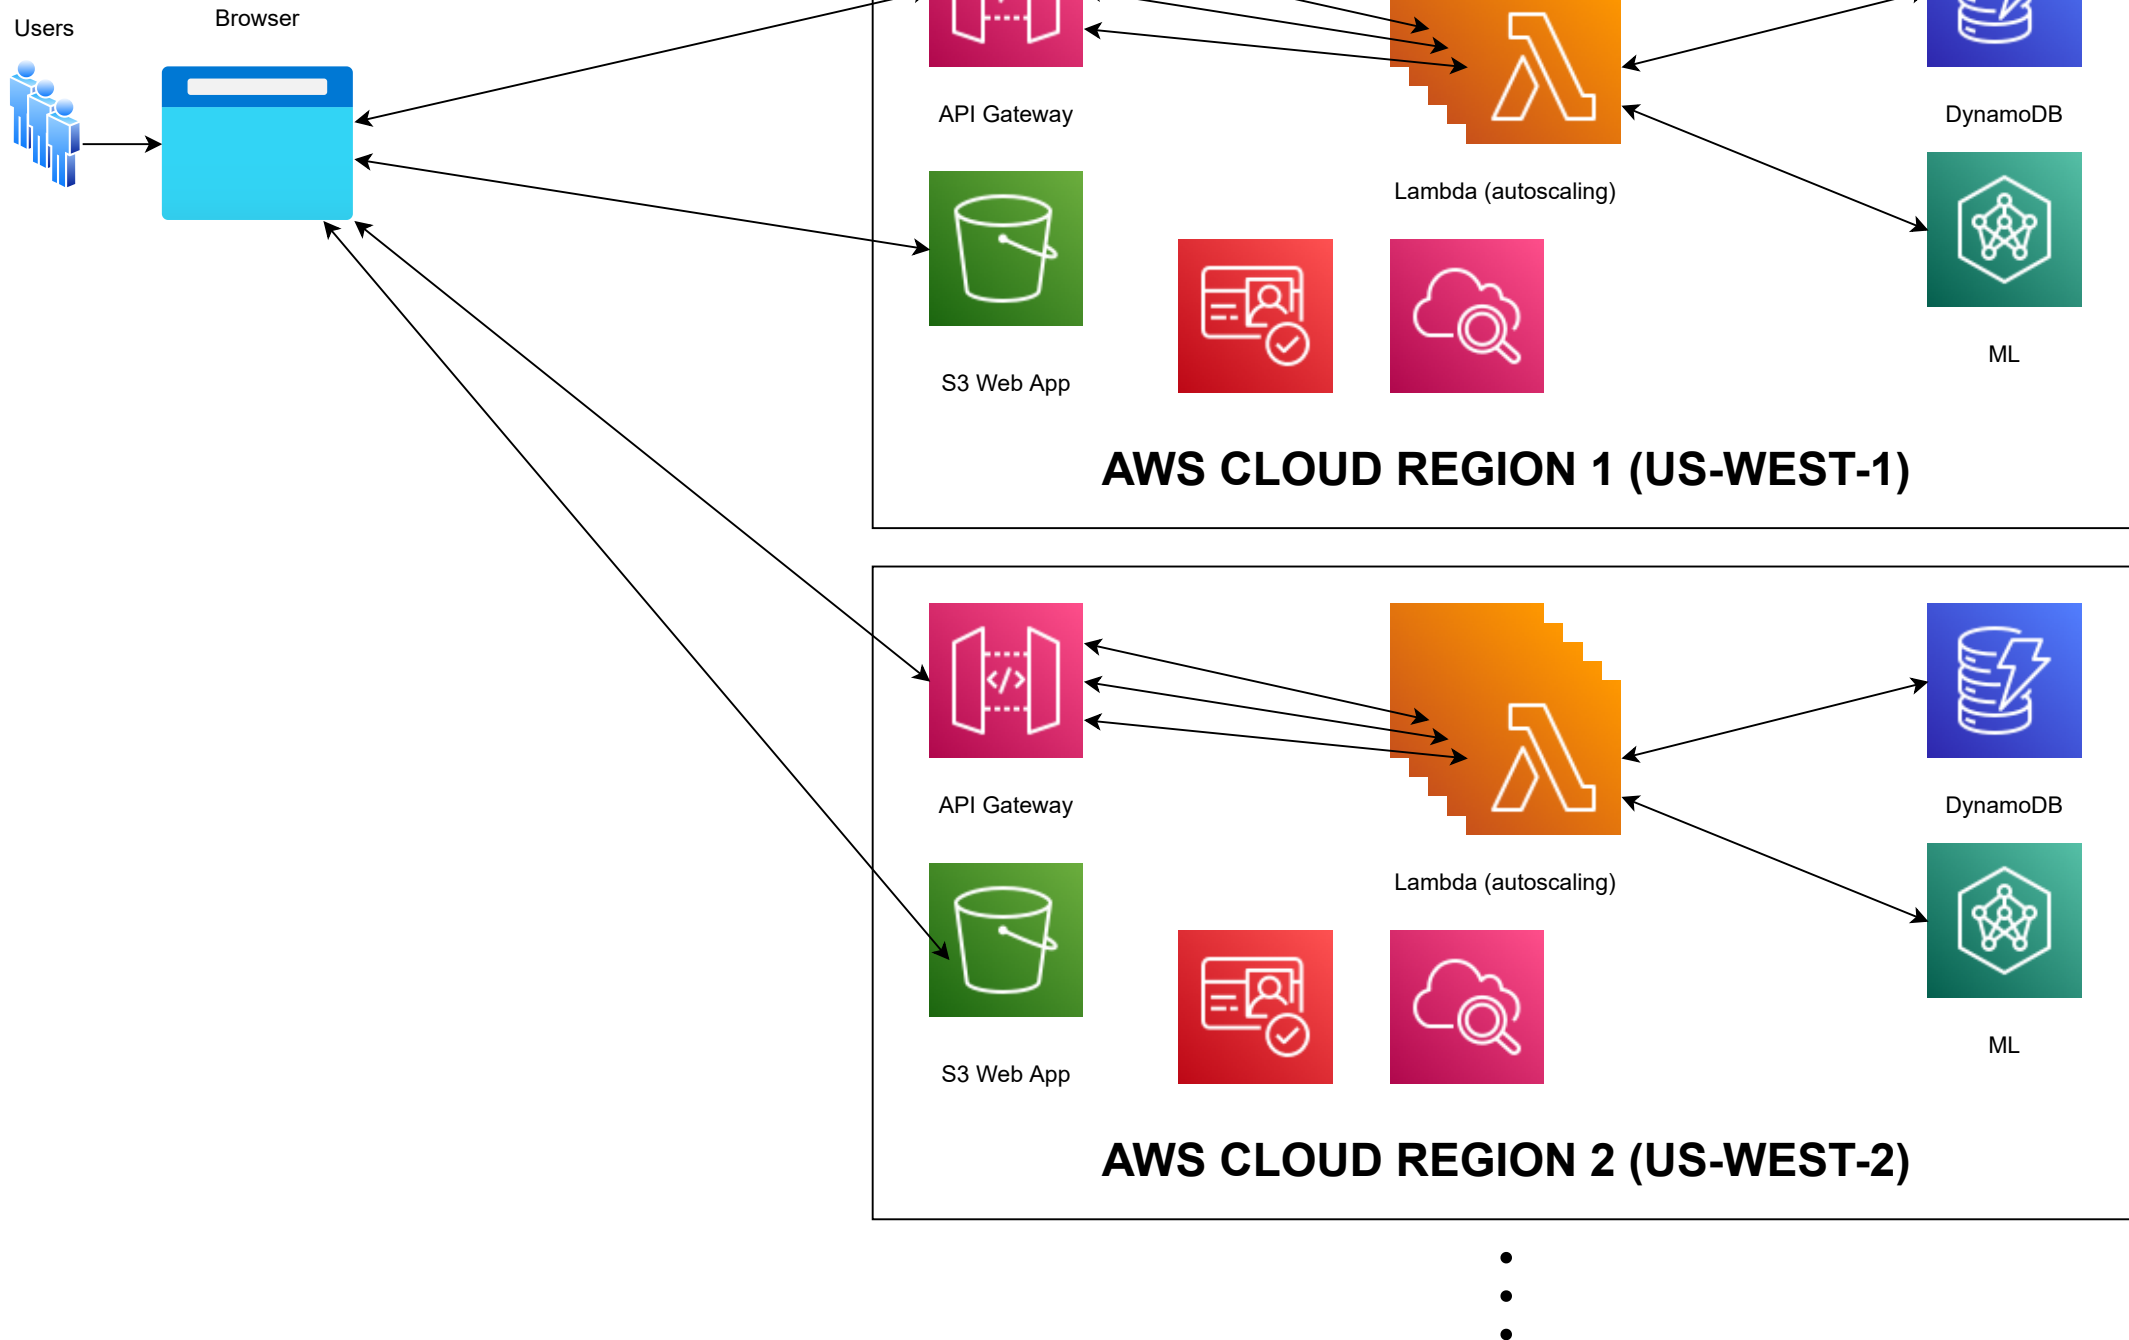 Users
Browser
API Gateway
DynamoDB
Lambda (autoscaling)
S3 Web App
ML
AWS CLOUD REGION 1 (US-WEST-1)
</>
API Gateway
DynamoDB
Lambda (autoscaling)
S3 Web App
ML
AWS CLOUD REGION 2 (US-WEST-2)